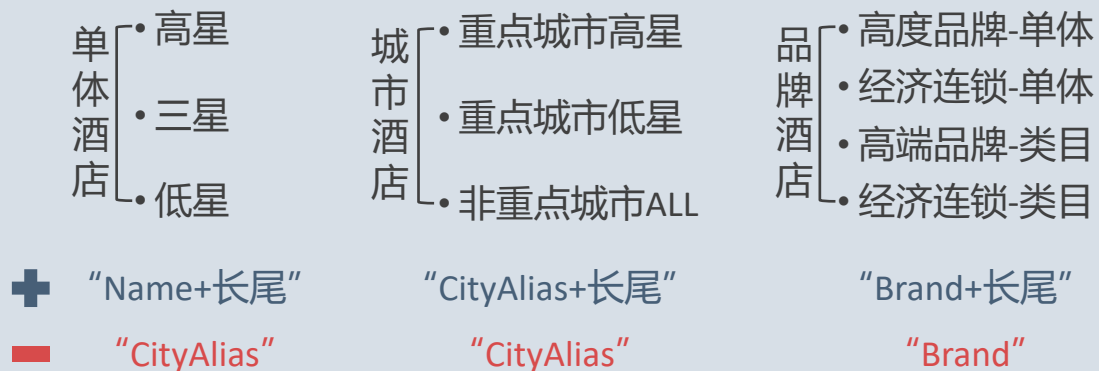 单体酒店
• 高星
• 三星
• 低星
城市酒店
• 重点城市高星
• 重点城市低星
• 非重点城市ALL
品牌酒店
• 高度品牌-单体
• 经济连锁-单体
• 高端品牌-类目
• 经济连锁-类目
“Name+长尾” “CityAlias+长尾” “Brand+长尾”
“CityAlias” “CityAlias” “Brand”